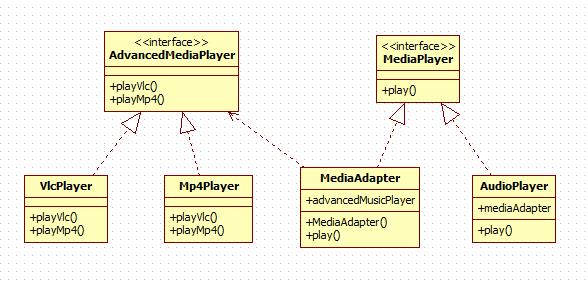 <<interface>>
AdvancedMediaPlayer
+playVlc()
+playMp4()
<<interface>>
MediaPlayer
+play()
VlcPlayer
+playVlc()
+playMp4()
Mp4Player
+playVlc()
+playMp4()
MediaAdapter
+advancedMusicPlayer
+MediaAdapter()
+play()
AudioPlayer
+mediaAdapter
+play()